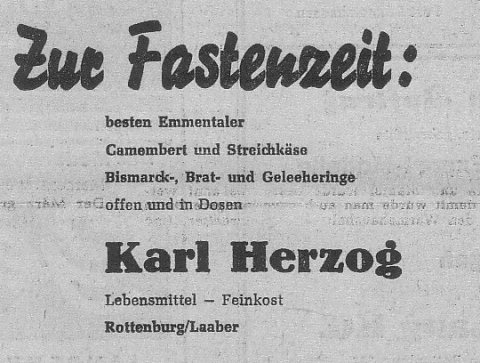 Zur Fastenzeit:
besten Emmentaler
Camembert und Streichkäse
Bismarck-, Brat- und Geleeheringe
offen und in Dosen
Karl Herzog
Lebensmittel – Feinkost
Rottenburg/Laaber